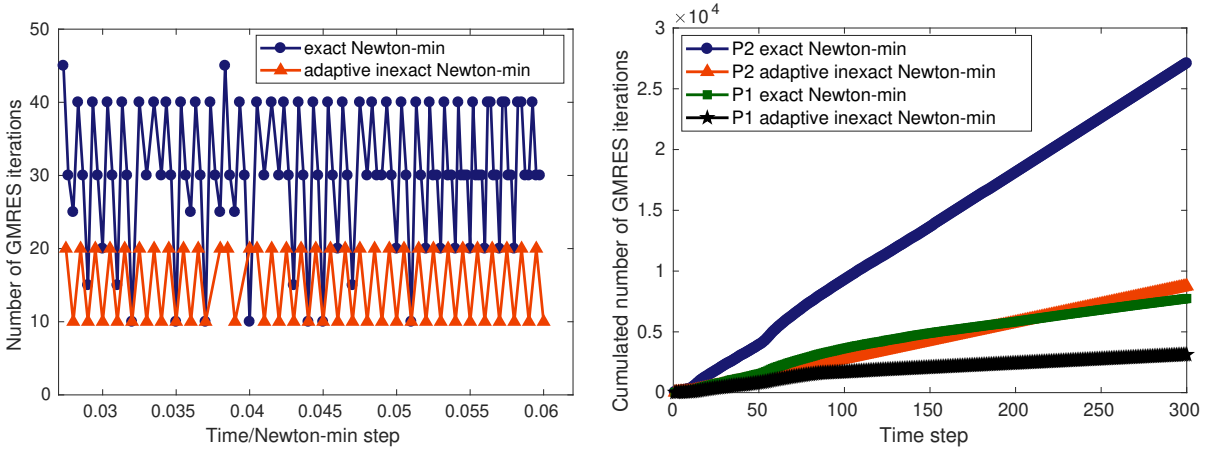 50
40
30
20
10
0
Number of GMRES iterations
exact Newton-min
adaptive inexact Newton-min
0.03 0.035 0.04 0.045 0.05 0.055 0.06
Time/Newton-min step
×10⁴
3
2.5
2
1.5
1
0.5
0
Cumulated number of GMRES iterations
P2 exact Newton-min
P2 adaptive inexact Newton-min
P1 exact Newton-min
P1 adaptive inexact Newton-min
0 50 100 150 200 250 300
Time step